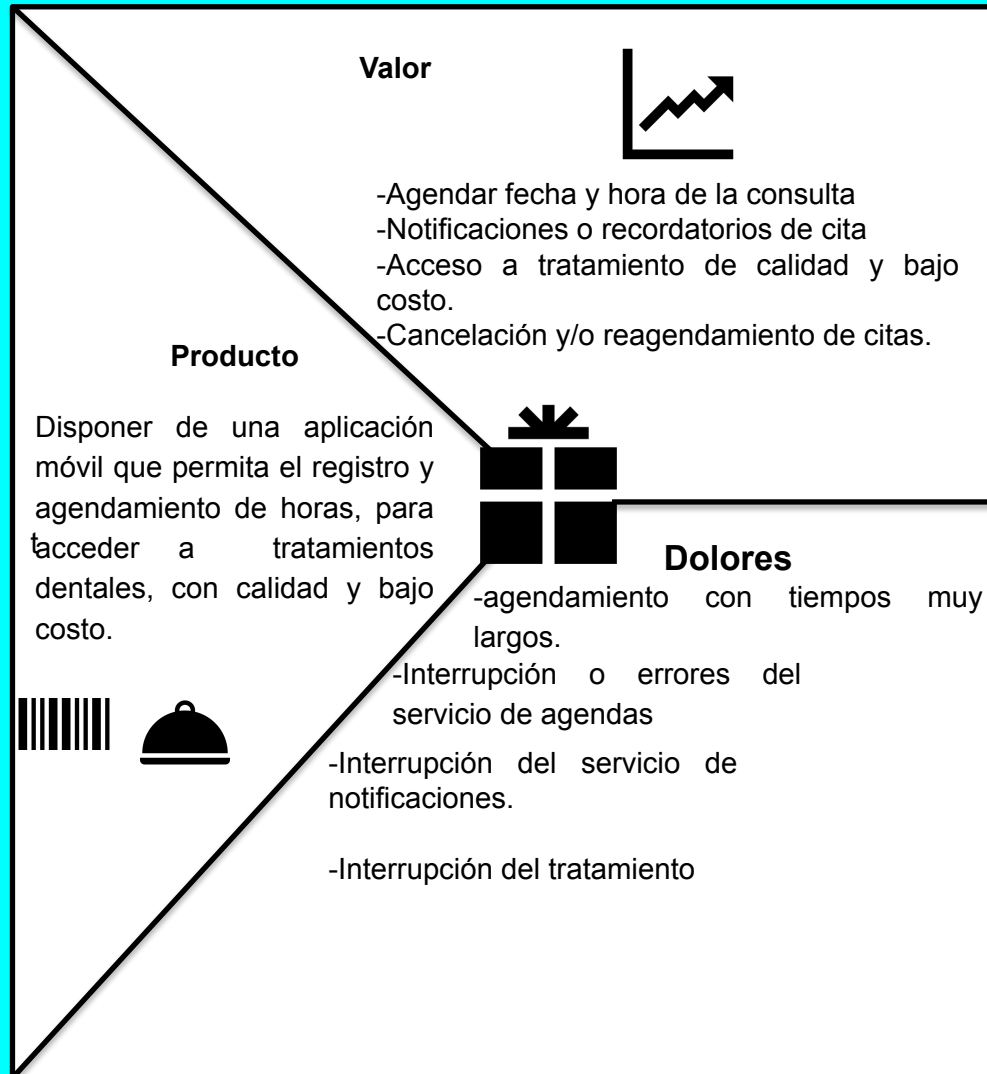 Valor
-Agendar fecha y hora de la consulta
-Notificaciones o recordatorios de cita
-Acceso a tratamiento de calidad y bajo
costo.
-Cancelación y/o reagendamiento de citas.
Producto
Disponer de una aplicación
móvil que permita el registro y
agendamiento de horas, para
t
acceder a tratamientos
dentales, con calidad y bajo
costo.
Dolores
-agendamiento con tiempos muy
largos.
-Interrupción o errores del
servicio de agendas
-Interrupción del servicio de
notificaciones.
-Interrupción del tratamiento